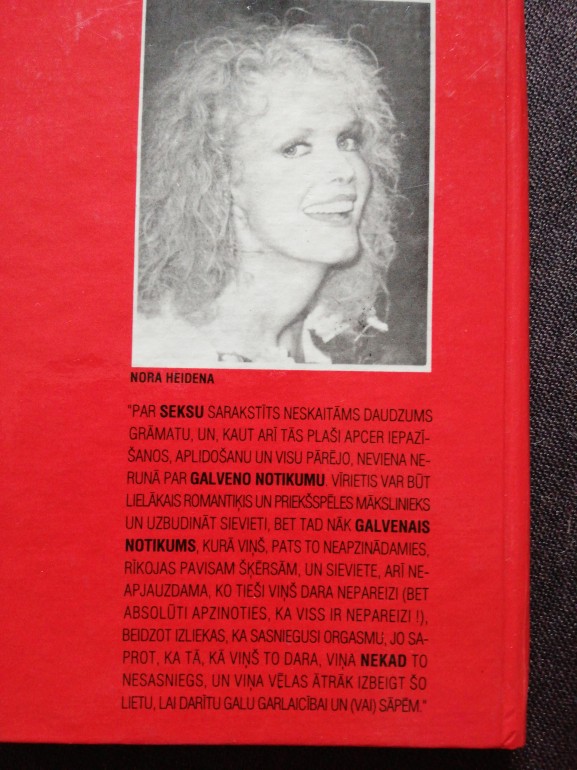 NORA HEIDENA
"PAR SEKSU SARAKSTĪTS NESKAITĀMS DAUDZUMS
GRĀMATU, UN, KAUT ARĪ TĀS PLAŠI APCER IEPAZĪ-
ŠANOS, APLIDOŠANU UN VISU PĀRĒJO, NEVIENA NE-
RUNĀ PAR GALVENO NOTIKUMU. VĪRIETIS VAR BŪT
LIELĀKAIS ROMANTIĶIS UN PRIEKŠSPĒLES MĀKSLINIEKS
UN UZBUDINĀT SIEVIETI, BET TAD NĀK GALVENAIS
NOTIKUMS, KURĀ VIŅŠ, PATS TO NEAPZINĀDAMIES,
RĪKOJAS PAVISAM ŠĶĒRSĀM, UN SIEVIETE, ARĪ NE-
APJAUZDAMA, KO TIEŠI VIŅŠ DARA NEPAREIZI (BET
ABSOLŪTI APZINOTIES, KA VISS IR NEPAREIZI !),
BEIDZOT IZLIEKAS, KA SASNIEGUSI ORGASMU, JO SA-
PROT, KA TĀ, KĀ VIŅŠ TO DARA, VIŅA NEKAD TO
NESASNIEGS, UN VIŅA VĒLAS ĀTRĀK IZBEIGT ŠO
LIETU, LAI DARĪTU GALU GARLAICĪBAI UN (VAI) SĀPĒM."